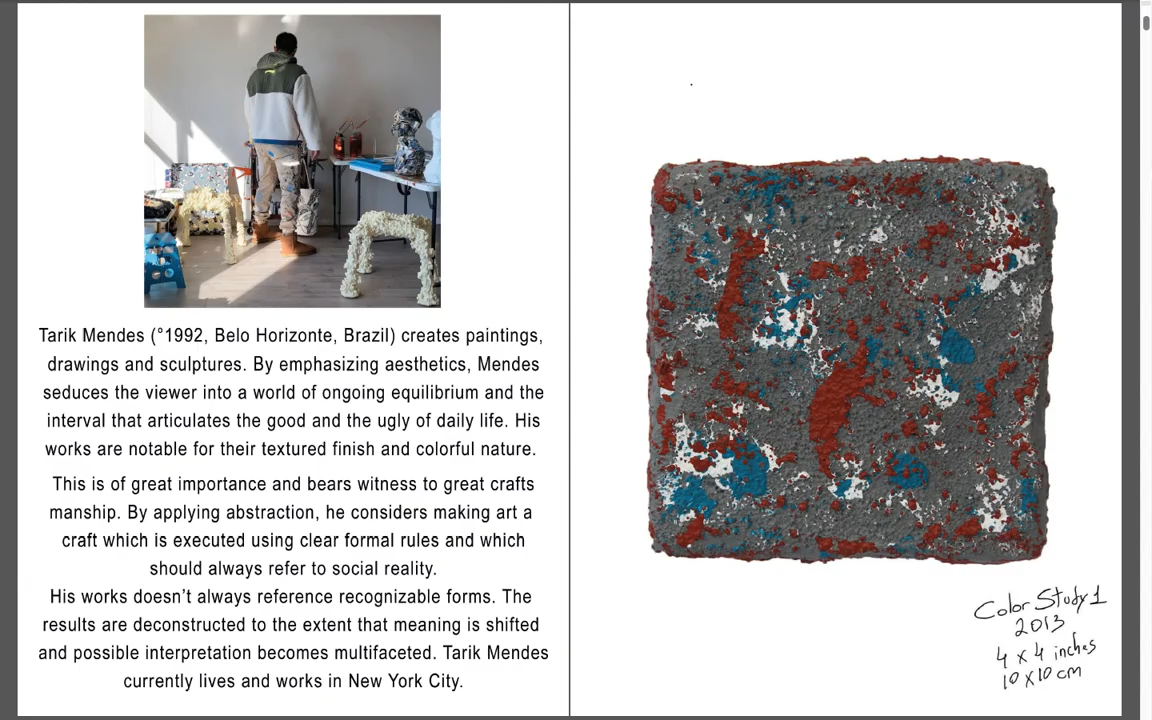 Tarik Mendes (°1992, Belo Horizonte, Brazil) creates paintings,
drawings and sculptures. By emphasizing aesthetics, Mendes
seduces the viewer into a world of ongoing equilibrium and the
interval that articulates the good and the ugly of daily life. His
works are notable for their textured finish and colorful nature.
This is of great importance and bears witness to great crafts
manship. By applying abstraction, he considers making art a
craft which is executed using clear formal rules and which
should always refer to social reality.
His works doesn't always reference recognizable forms. The
results are deconstructed to the extent that meaning is shifted
and possible interpretation becomes multifaceted. Tarik Mendes
currently lives and works in New York City.
Color Study 1
2013
4 x 4 inches
10 x 10 cm